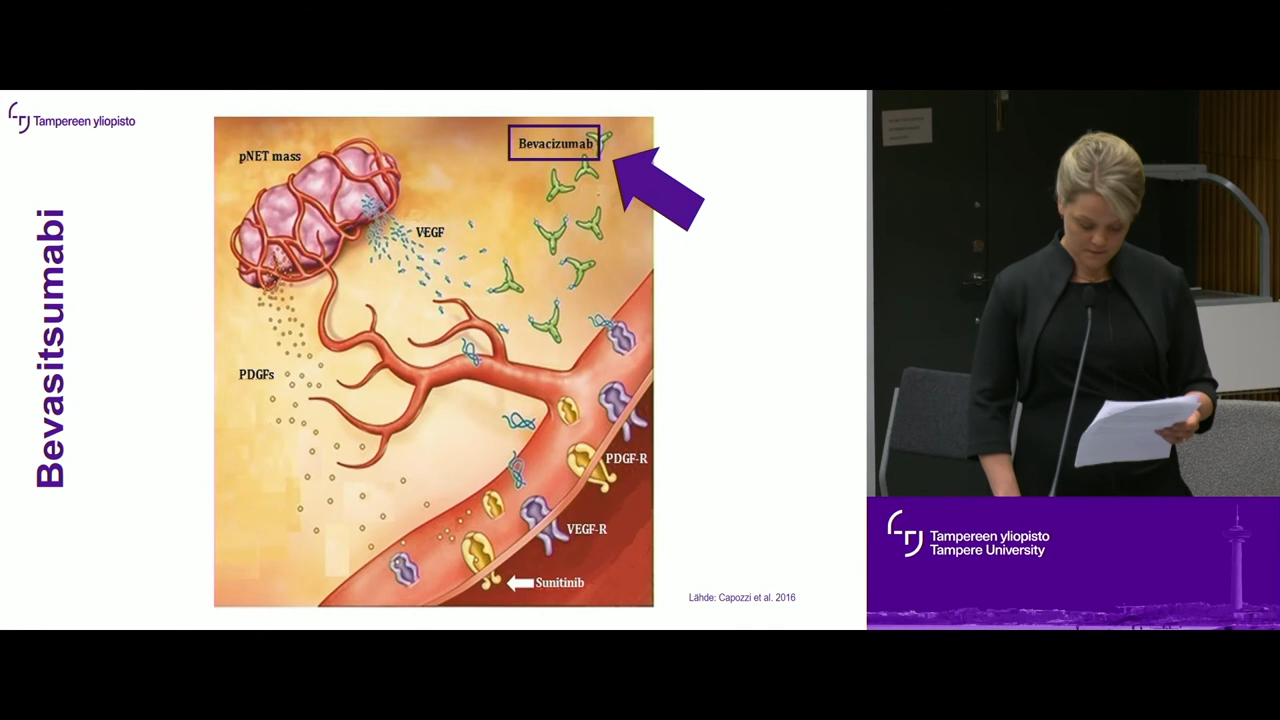 Tampereen yliopisto
Bevasitsumabi
pNET mass
Bevacizumab
VEGF
PDGFs
PDGF-R
VEGF-R
Sunitinib
Lähde: Capozzi et al. 2016
Tampereen yliopisto
Tampere University